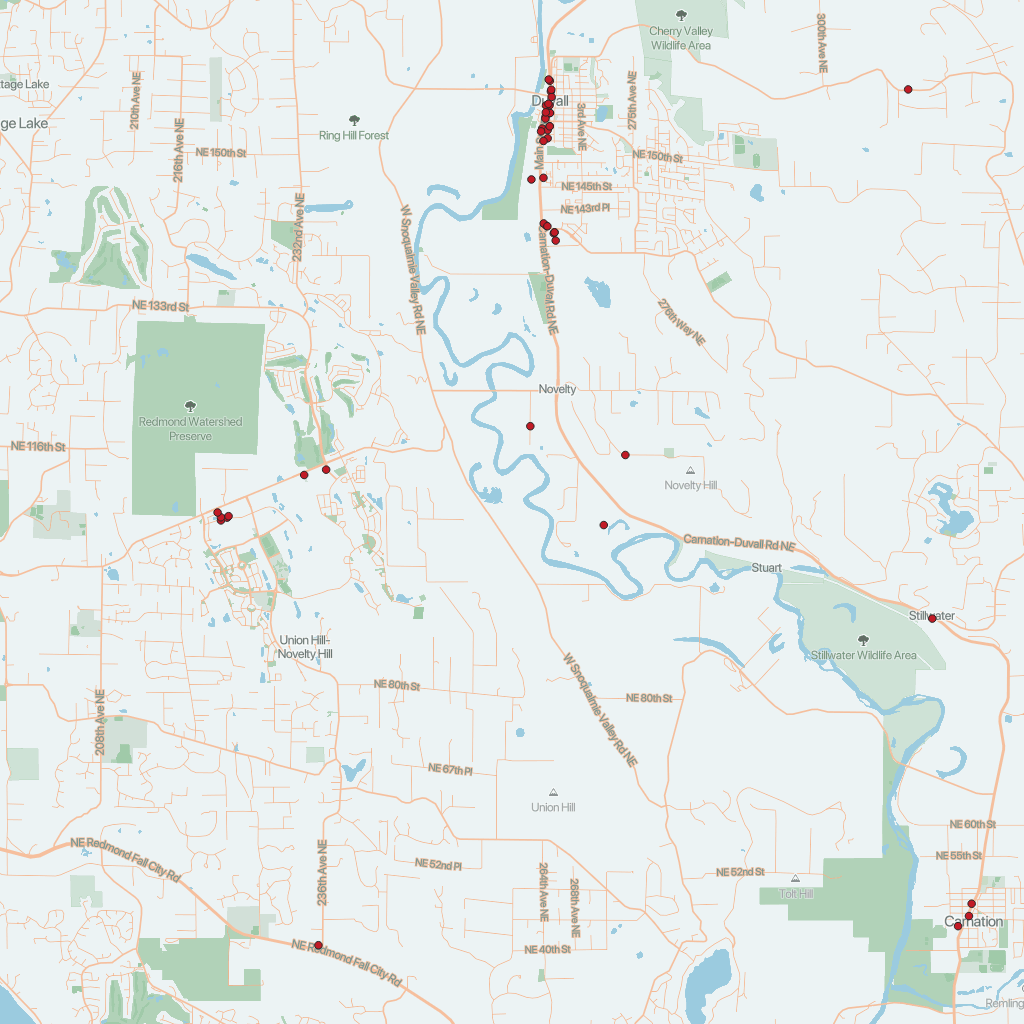 Cherry Valley
Wildlife Area
300th Ave NE
ttage Lake
210th Ave NE
Duvall
275th Ave NE
3rd Ave NE
ge Lake
Ring Hill Forest
216th Ave NE
NE 150th St
Main
NE 150th St
NE 145th St
232nd Ave NE
NE 143rd Pl
W Snoqualmie Valley Rd NE
Carnation-Duvall Rd NE
NE 133rd St
276th Way NE
Novelty
Redmond Watershed
Preserve
NE 116th St
Novelty Hill
Carnation-Duvall Rd NE
Stuart
Stillwater
Union Hill-
Novelty Hill
Stillwater Wildlife Area
NE 80th St
NE 80th St
208th Ave NE
W Snoqualmie Valley Rd NE
NE 67th Pl
Union Hill
NE 60th St
NE Redmond Fall City Rd
236th Ave NE
NE 52nd Pl
264th Ave NE
268th Ave NE
NE 52nd St
NE 55th St
Tolt Hill
Carnation
NE Redmond Fall City Rd
NE 40th St
Remling